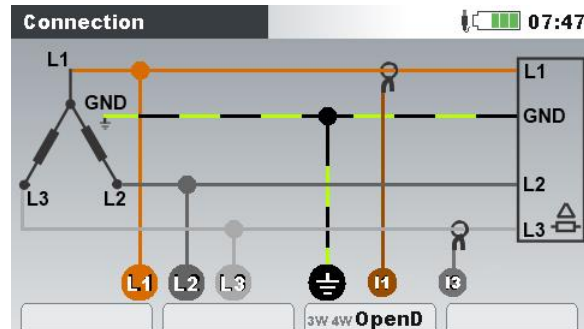 Connection 07:47
L1
L1
GND
GND
L3
L2
L2
L3
L1 L2 L3 I1 I3
3W 4W OpenD